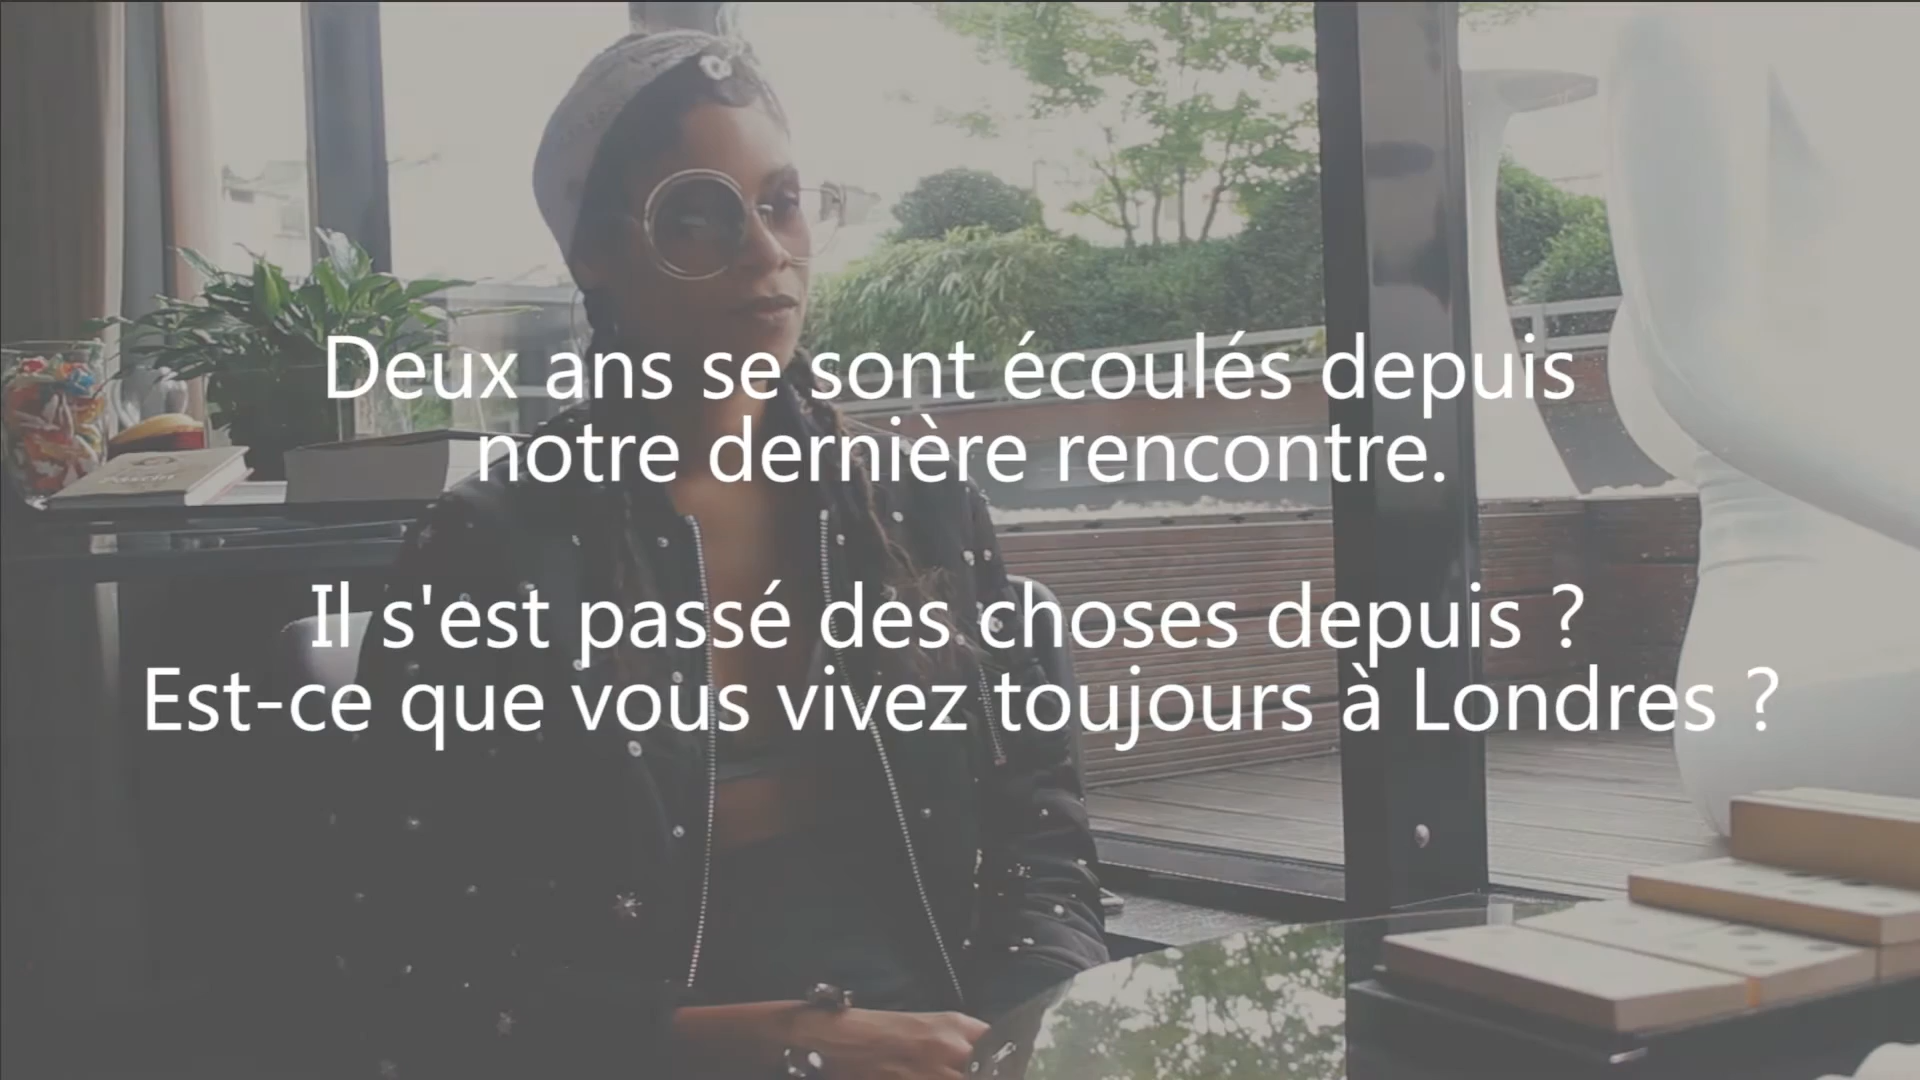 Deux ans se sont écoulés depuis
notre dernière rencontre.
Il s'est passé des choses depuis ?
Est-ce que vous vivez toujours à Londres ?